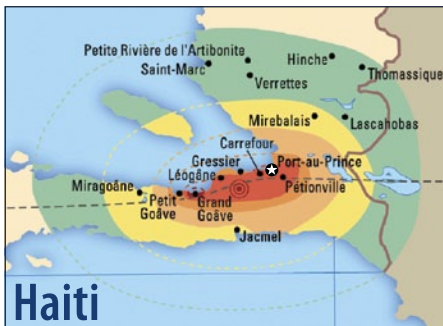 Petite Rivière de l'Artibonite
Hinche
Saint-Marc
Thomassique
Verrettes
Mirebalais
Lascahobas
Carrefour
Gressier
Port-au-Prince
Léogâne
Miragoâne
Pétionville
Petit
Goâve
Grand
Goâve
Jacmel
Haiti